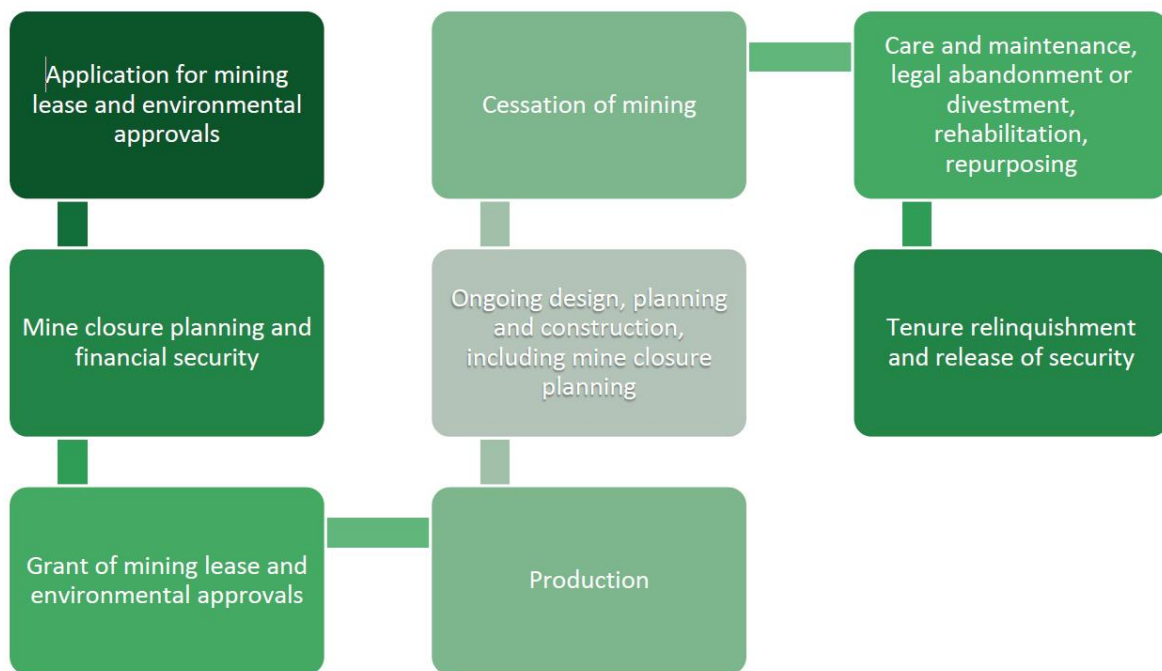 Application for mining
lease and environmental
approvals
Mine closure planning and
financial security
Grant of mining lease and
environmental approvals
Production
Ongoing design, planning
and construction,
including mine closure
planning
Cessation of mining
Care and maintenance,
legal abandonment or
divestment,
rehabilitation,
repurposing
Tenure relinquishment
and release of security